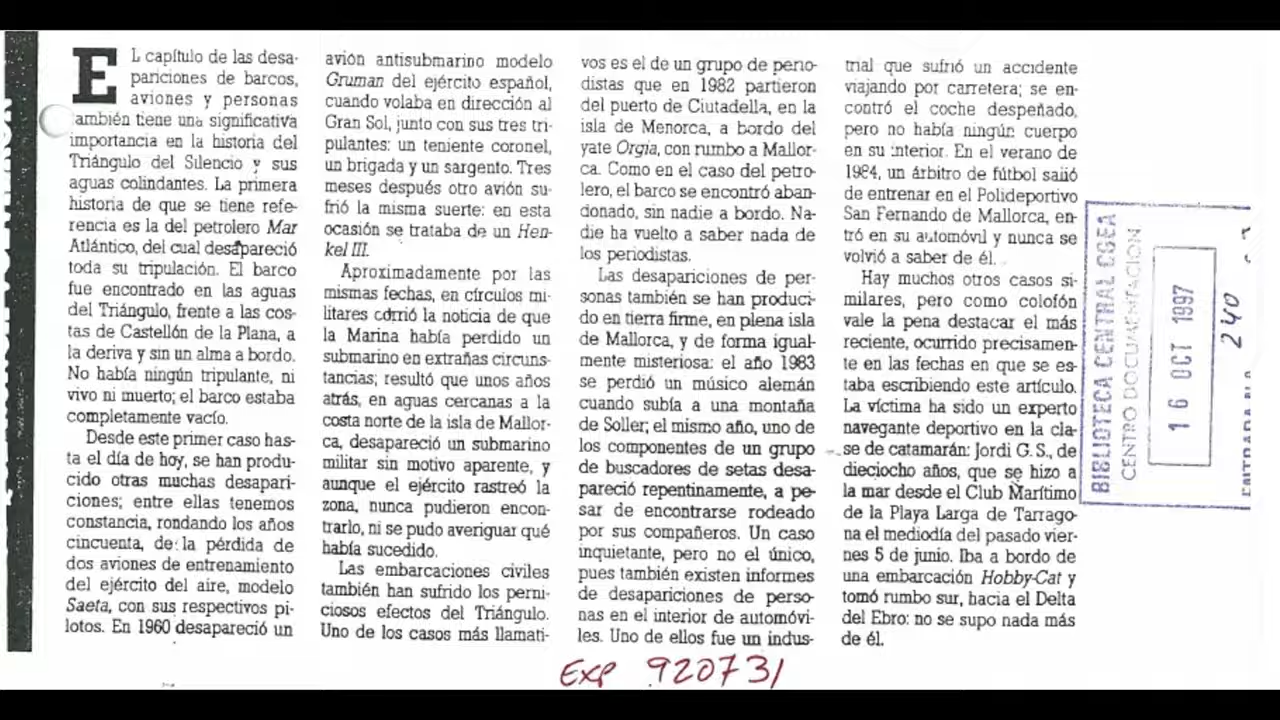 EL capítulo de las desa-
pariciones de barcos,
aviones y personas
también tiene una significativa
importancia en la historia del
Triángulo del Silencio y sus
aguas colindantes. La primera
historia de que se tiene refe-
rencia es la del petrolero Mar
Atlántico, del cual desapareció
toda su tripulación. El barco
fue encontrado en las aguas
del Triángulo, frente a las cos-
tas de Castellón de la Plana, a
la deriva y sin un alma a bordo.
No había ningún tripulante, ni
vivo ni muerto; el barco estaba
completamente vacío.
Desde este primer caso has-
ta el día de hoy, se han produ-
cido otras muchas desapari-
ciones; entre ellas tenemos
constancia, rondando los años
cincuenta, de la pérdida de
dos aviones de entrenamiento
del ejército del aire, modelo
Saeta, con sus respectivos pi-
lotos. En 1960 desapareció un
avión antisubmarino modelo
Gruman del ejército español,
cuando volaba en dirección al
Gran Sol, junto con sus tres tri-
pulantes: un teniente coronel,
un brigada y un sargento. Tres
meses después otro avión su-
frió la misma suerte: en esta
ocasión se trataba de un Hen-
kel III.
Aproximadamente por las
mismas fechas, en círculos mi-
litares corrió la noticia de que
la Marina había perdido un
submarino en extrañas circuns-
tancias; resultó que unos años
atrás, en aguas cercanas a la
costa norte de la isla de Mallor-
ca, desapareció un submarino
militar sin motivo aparente, y
aunque el ejército rastreó la
zona, nunca pudieron encon-
trarlo, ni se pudo averiguar qué
había sucedido.
Las embarcaciones civiles
también han sufrido los perni-
ciosos efectos del Triángulo.
Uno de los casos más llamati-
vos es el de un grupo de perio-
distas que en 1982 partieron
del puerto de Ciutadella, en la
isla de Menorca, a bordo del
yate Orgia, con rumbo a Mallor-
ca. Como en el caso del petro-
lero, el barco se encontró aban-
donado, sin nadie a bordo. Na-
die ha vuelto a saber nada de
los periodistas.
Las desapariciones de per-
sonas también se han produci-
do en tierra firme, en plena isla
de Mallorca, y de forma igual-
mente misteriosa: el año 1983
se perdió un músico alemán
cuando subía a una montaña
de Soller; el mismo año, uno de
los componentes de un grupo
de buscadores de setas desa-
pareció repentinamente, a pe-
sar de encontrarse rodeado
por sus compañeros. Un caso
inquietante, pero no el único,
pues también existen informes
de desapariciones de perso-
nas en el interior de automóvi-
les. Uno de ellos fue un indus-
trial que sufrió un accidente
viajando por carretera; se en-
contró el coche despeñado,
pero no había ningún cuerpo
en su interior. En el verano de
1984, un árbitro de fútbol salió
de entrenar en el Polideportivo
San Fernando de Mallorca, en-
tró en su automóvil y nunca se
volvió a saber de él.
Hay muchos otros casos si-
milares, pero como colofón
vale la pena destacar el más
reciente, ocurrido precisamen-
te en las fechas en que se es-
taba escribiendo este artículo.
La víctima ha sido un experto
navegante deportivo en la cla-
se de catamarán: Jordi G.S., de
dieciocho años, que se hizo a
la mar desde el Club Marítimo
de la Playa Larga de Tarrago-
na el mediodía del pasado vier-
nes 5 de junio. Iba a bordo de
una embarcación Hobby-Cat y
tomó rumbo sur, hacia el Delta
del Ebro: no se supo nada más
de él.
BIBLIOTECA CENTRAL CGEA
CENTRO DOCUMENTACION
16 OCT 1997
240
EXP 920731